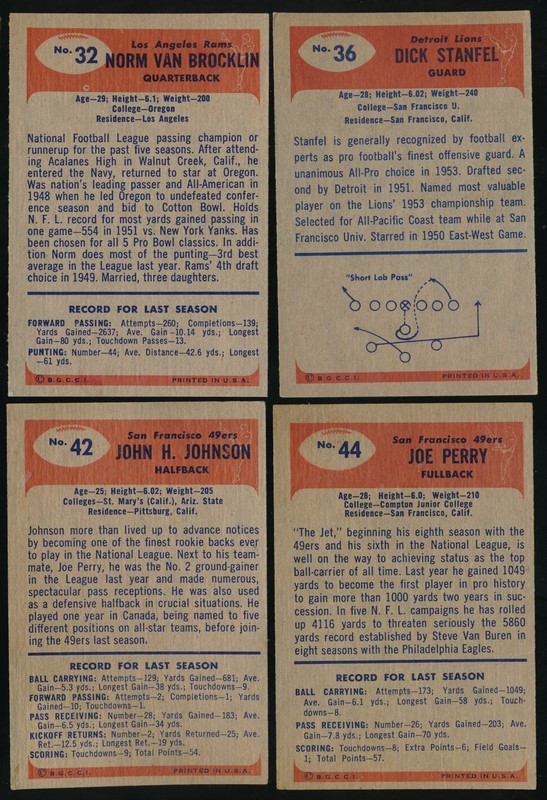 No. 32
Los Angeles Rams
NORM VAN BROCKLIN
QUARTERBACK
Age—29; Height—6.1; Weight—200
College—Oregon
Residence—Los Angeles
National Football League passing champion or
runnerup for the past five seasons. After attend-
ing Acalanes High in Walnut Creek, Calif., he
entered the Navy, returned to star at Oregon.
Was nation's leading passer and All-American in
1948 when he led Oregon to undefeated confer-
ence season and bid to Cotton Bowl. Holds
N. F. L. record for most yards gained passing in
one game—554 in 1951 vs. New York Yanks. Has
been chosen for all 5 Pro Bowl classics. In addi-
tion Norm does most of the punting—3rd best
average in the League last year. Rams' 4th draft
choice in 1949. Married, three daughters.
RECORD FOR LAST SEASON
FORWARD PASSING: Attempts—260; Completions—139;
Yards Gained—2637; Ave. Gain—10.14 yds.; Longest
Gain—80 yds.; Touchdown Passes—13.
PUNTING: Number—44; Ave. Distance—42.6 yds.; Longest
—61 yds.
© B.G.C.C.I. PRINTED IN U.S.A.
No. 36
Detroit Lions
DICK STANFEL
GUARD
Age—28; Height—6.02; Weight—240
College—San Francisco U.
Residence—San Francisco, Calif.
Stanfel is generally recognized by football ex-
perts as pro football's finest offensive guard. A
unanimous All-Pro choice in 1953. Drafted sec-
ond by Detroit in 1951. Named most valuable
player on the Lions' 1953 championship team.
Selected for All-Pacific Coast team while at San
Francisco Univ. Starred in 1950 East-West Game.
"Short Lob Pass"
© B.G.C.C.I. PRINTED IN U.S.A.
No. 42
San Francisco 49ers
JOHN H. JOHNSON
HALFBACK
Age—25; Height—6.02; Weight—205
Colleges—St. Mary's (Calif.), Ariz. State
Residence—Pittsburg, Calif.
Johnson more than lived up to advance notices
by becoming one of the finest rookie backs ever
to play in the National League. Next to his team-
mate, Joe Perry, he was the No. 2 ground-gainer
in the League last year and made numerous,
spectacular pass receptions. He was also used
as a defensive halfback in crucial situations. He
played one year in Canada, being named to five
different positions on all-star teams, before join-
ing the 49ers last season.
RECORD FOR LAST SEASON
BALL CARRYING: Attempts—129; Yards Gained—681; Ave.
Gain—5.3 yds.; Longest Gain—38 yds.; Touchdowns—9.
FORWARD PASSING: Attempts—2; Completions—1; Yards
Gained—10; Touchdowns—1.
PASS RECEIVING: Number—28; Yards Gained—183; Ave.
Gain—6.5 yds.; Longest Gain—34 yds.
KICKOFF RETURNS: Number—2; Yards Returned—25; Ave.
Ret.—12.5 yds.; Longest Ret.—19 yds.
SCORING: Touchdowns—9; Total Points—54.
© B.G.C.C.I. PRINTED IN U.S.A.
No. 44
San Francisco 49ers
JOE PERRY
FULLBACK
Age—28; Height—6.0; Weight—210
College—Compton Junior College
Residence—San Francisco, Calif.
"The Jet," beginning his eighth season with the
49ers and his sixth in the National League, is
well on the way to achieving status as the top
ball-carrier of all time. Last year he gained 1049
yards to become the first player in pro history
to gain more than 1000 yards two years in suc-
cession. In five N. F. L. campaigns he has rolled
up 4116 yards to threaten seriously the 5860
yards record established by Steve Van Buren in
eight seasons with the Philadelphia Eagles.
RECORD FOR LAST SEASON
BALL CARRYING: Attempts—173; Yards Gained—1049;
Ave. Gain—6.1 yds.; Longest Gain—58 yds.; Touch-
downs—8.
PASS RECEIVING: Number—26; Yards Gained—203; Ave.
Gain—7.8 yds.; Longest Gain—70 yds.
SCORING: Touchdowns—8; Extra Points—6; Field Goals—
1; Total Points—57.
© B.G.C.C.I. PRINTED IN U.S.A.